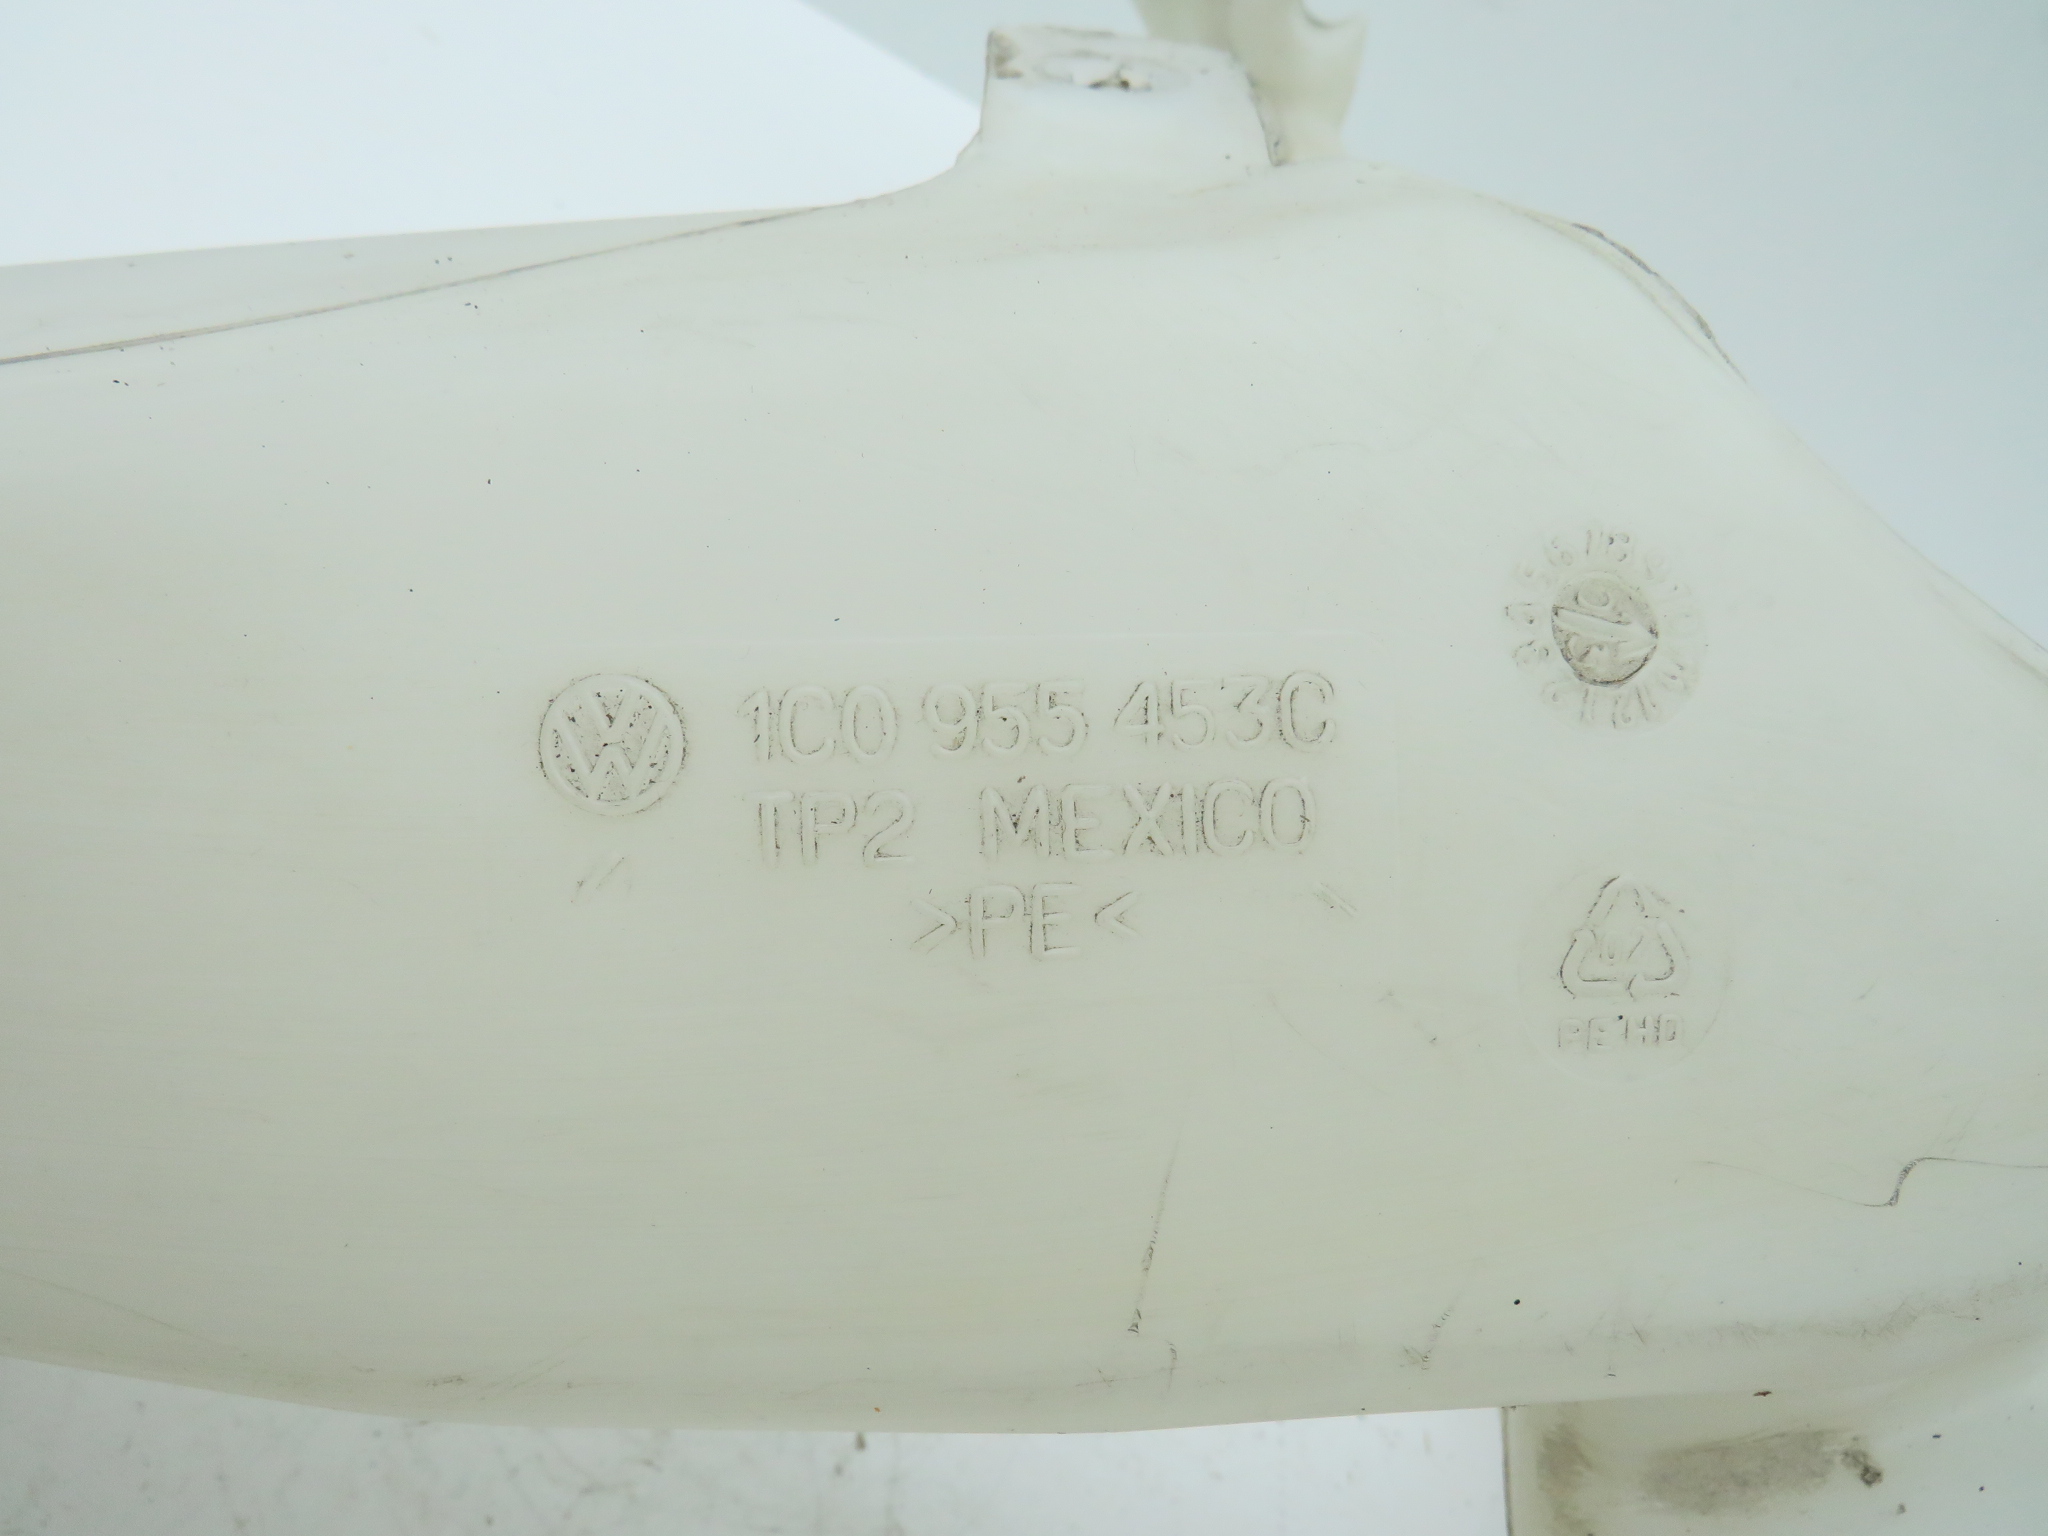 1C0 955 453C
TP2 MEXICO
>PE<
PE-HD